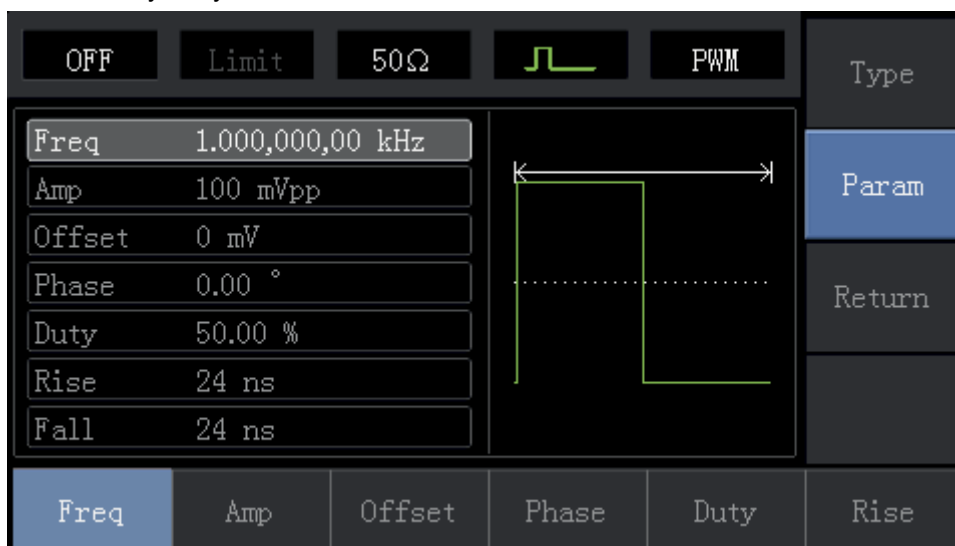 OFF Limit 50Ω PWM
Type
Freq 1.000,000,00 kHz
Amp 100 mVpp
Param
Offset 0 mV
Phase 0.00 °
Return
Duty 50.00 %
Rise 24 ns
Fall 24 ns
Freq Amp Offset Phase Duty Rise